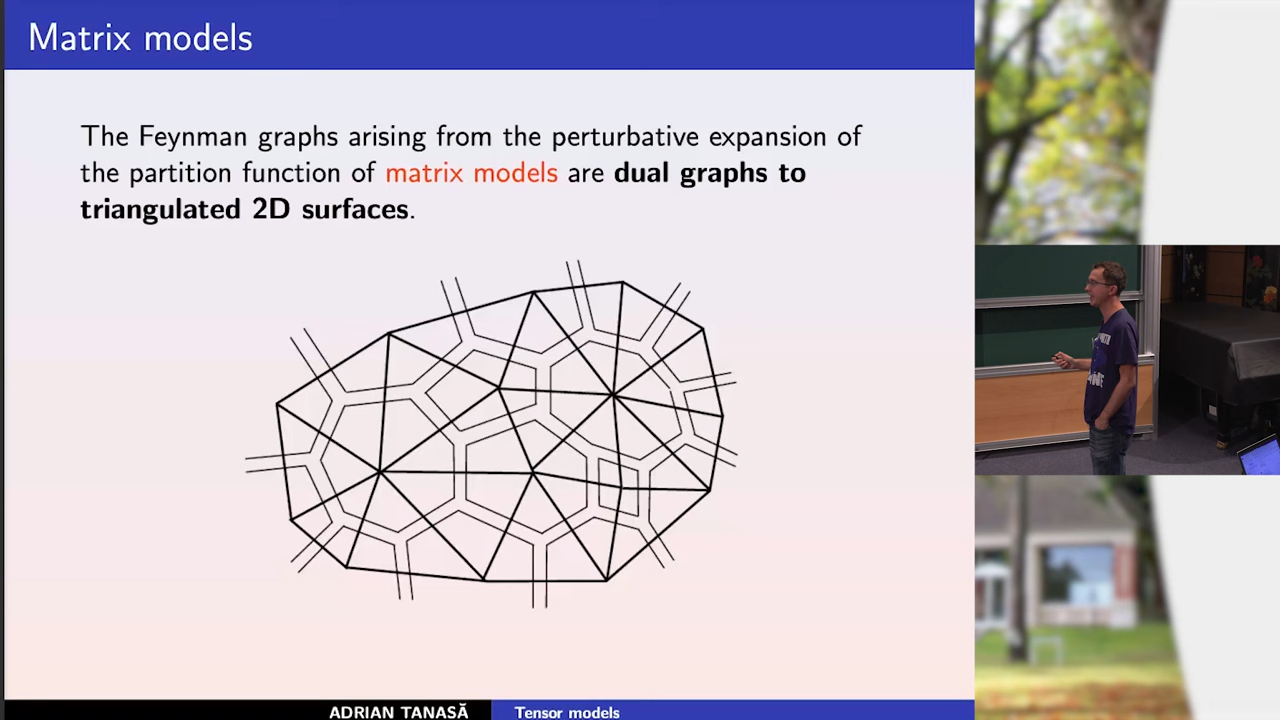 Matrix models
The Feynman graphs arising from the perturbative expansion of
the partition function of matrix models are dual graphs to
triangulated 2D surfaces.
ADRIAN TANASĂ
Tensor models